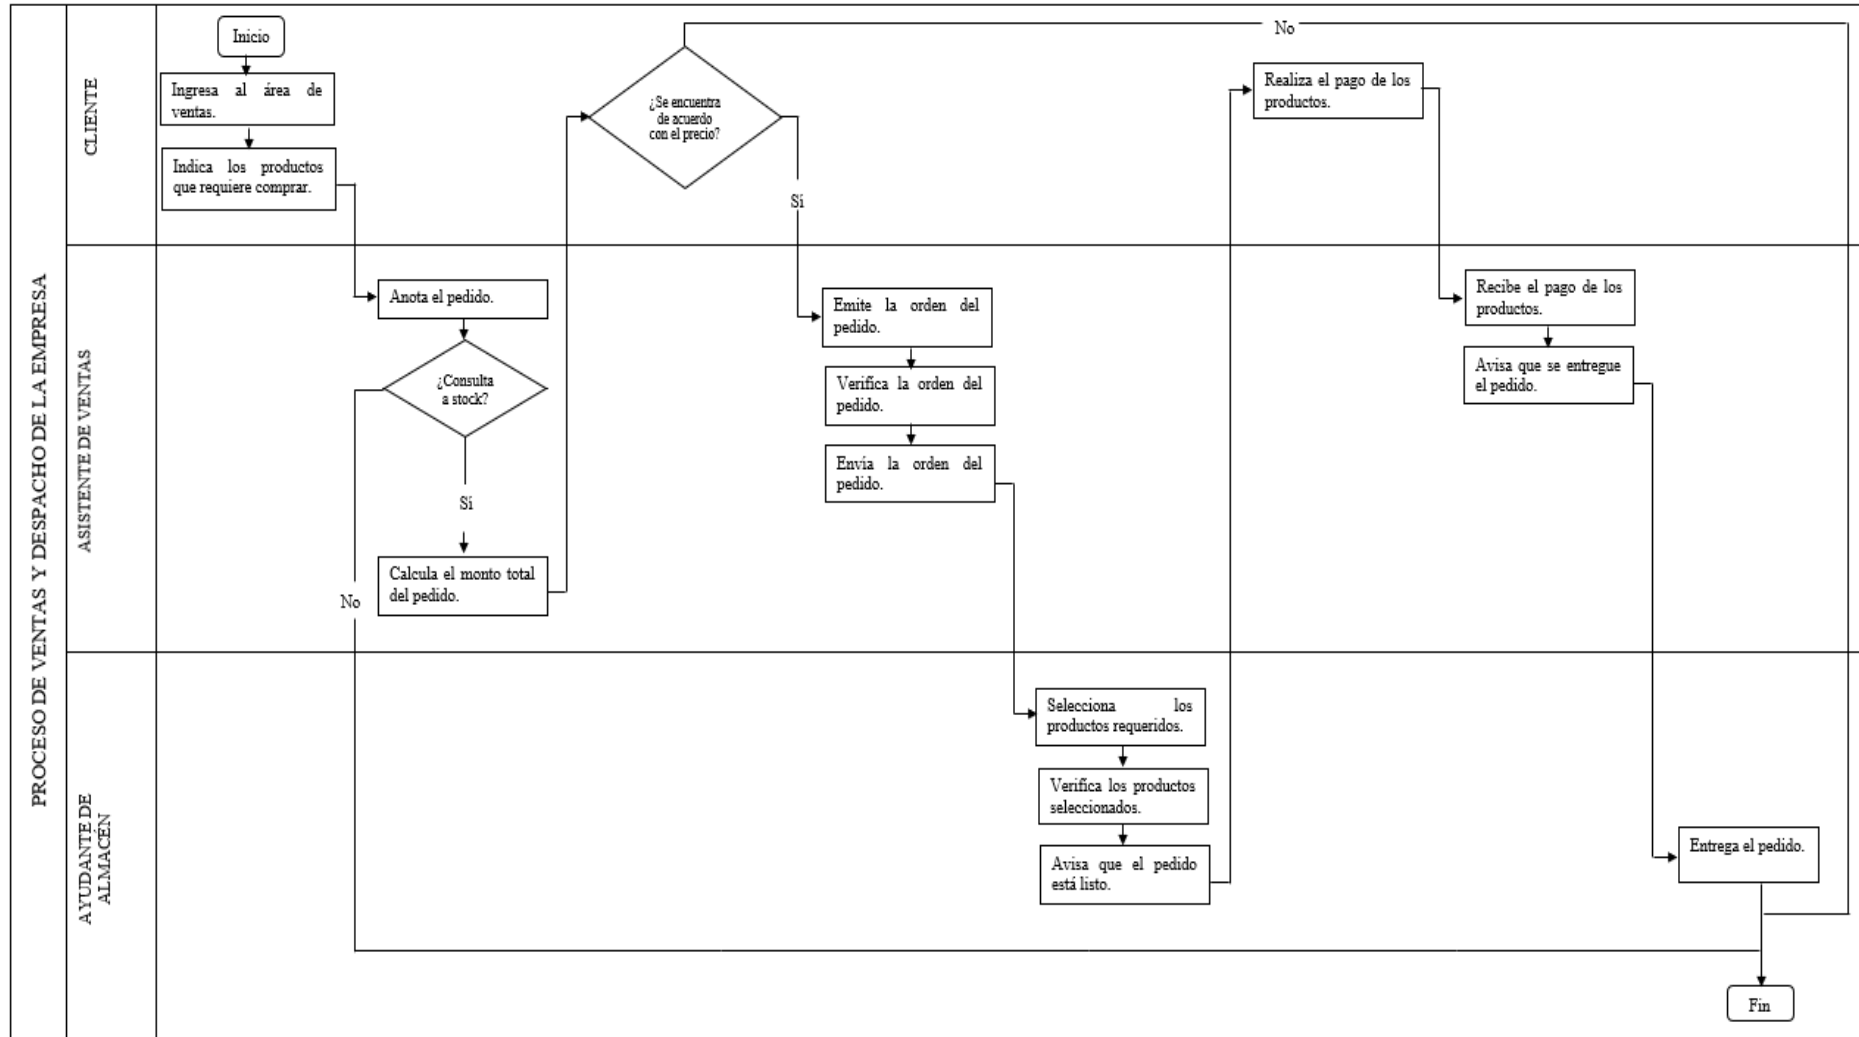 PROCESO DE VENTAS Y DESPACHO DE LA EMPRESA
CLIENTE
Inicio
Ingresa al área de
ventas.
Indica los productos
que requiere comprar.
¿Se encuentra
de acuerdo
con el precio?
No
Sí
Realiza el pago de los
productos.
ASISTENTE DE VENTAS
Anota el pedido.
¿Consulta
a stock?
Sí
No
Calcula el monto total
del pedido.
Emite la orden del
pedido.
Verifica la orden del
pedido.
Envía la orden del
pedido.
Recibe el pago de los
productos.
Avisa que se entregue
el pedido.
AYUDANTE DE
ALMACÉN
Selecciona los
productos requeridos.
Verifica los productos
seleccionados.
Avisa que el pedido
está listo.
Entrega el pedido.
Fin